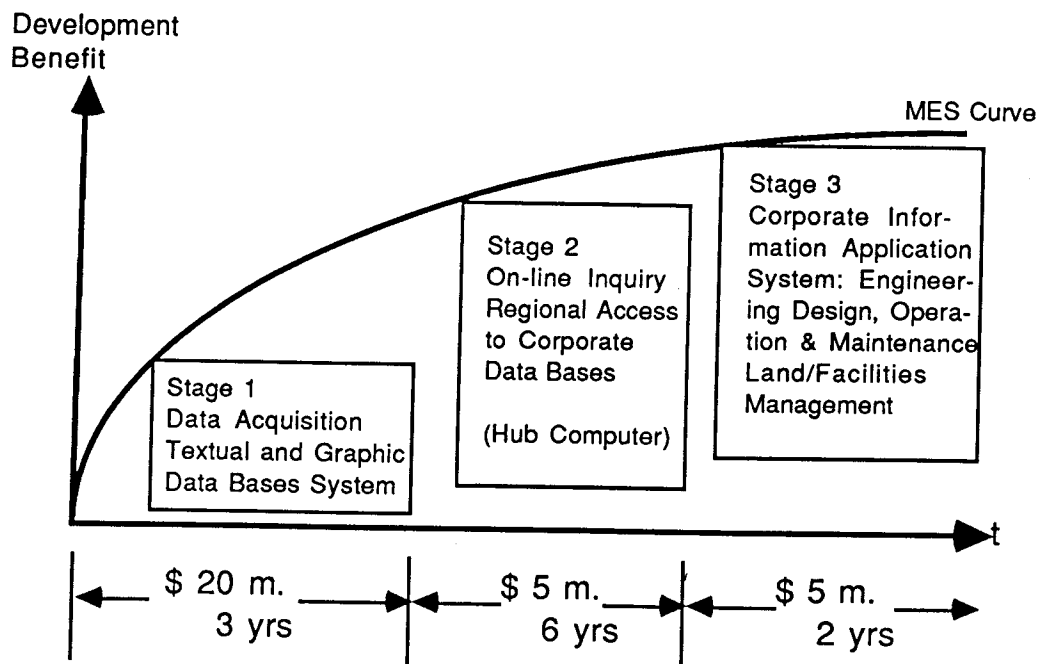 Development
Benefit
MES Curve
Stage 1
Data Acquisition
Textual and Graphic
Data Bases System
Stage 2
On-line Inquiry
Regional Access
to Corporate
Data Bases
(Hub Computer)
Stage 3
Corporate Infor-
mation Application
System: Engineer-
ing Design, Opera-
tion & Maintenance
Land/Facilities
Management
t
$ 20 m.
3 yrs
$ 5 m.
6 yrs
$ 5 m.
2 yrs